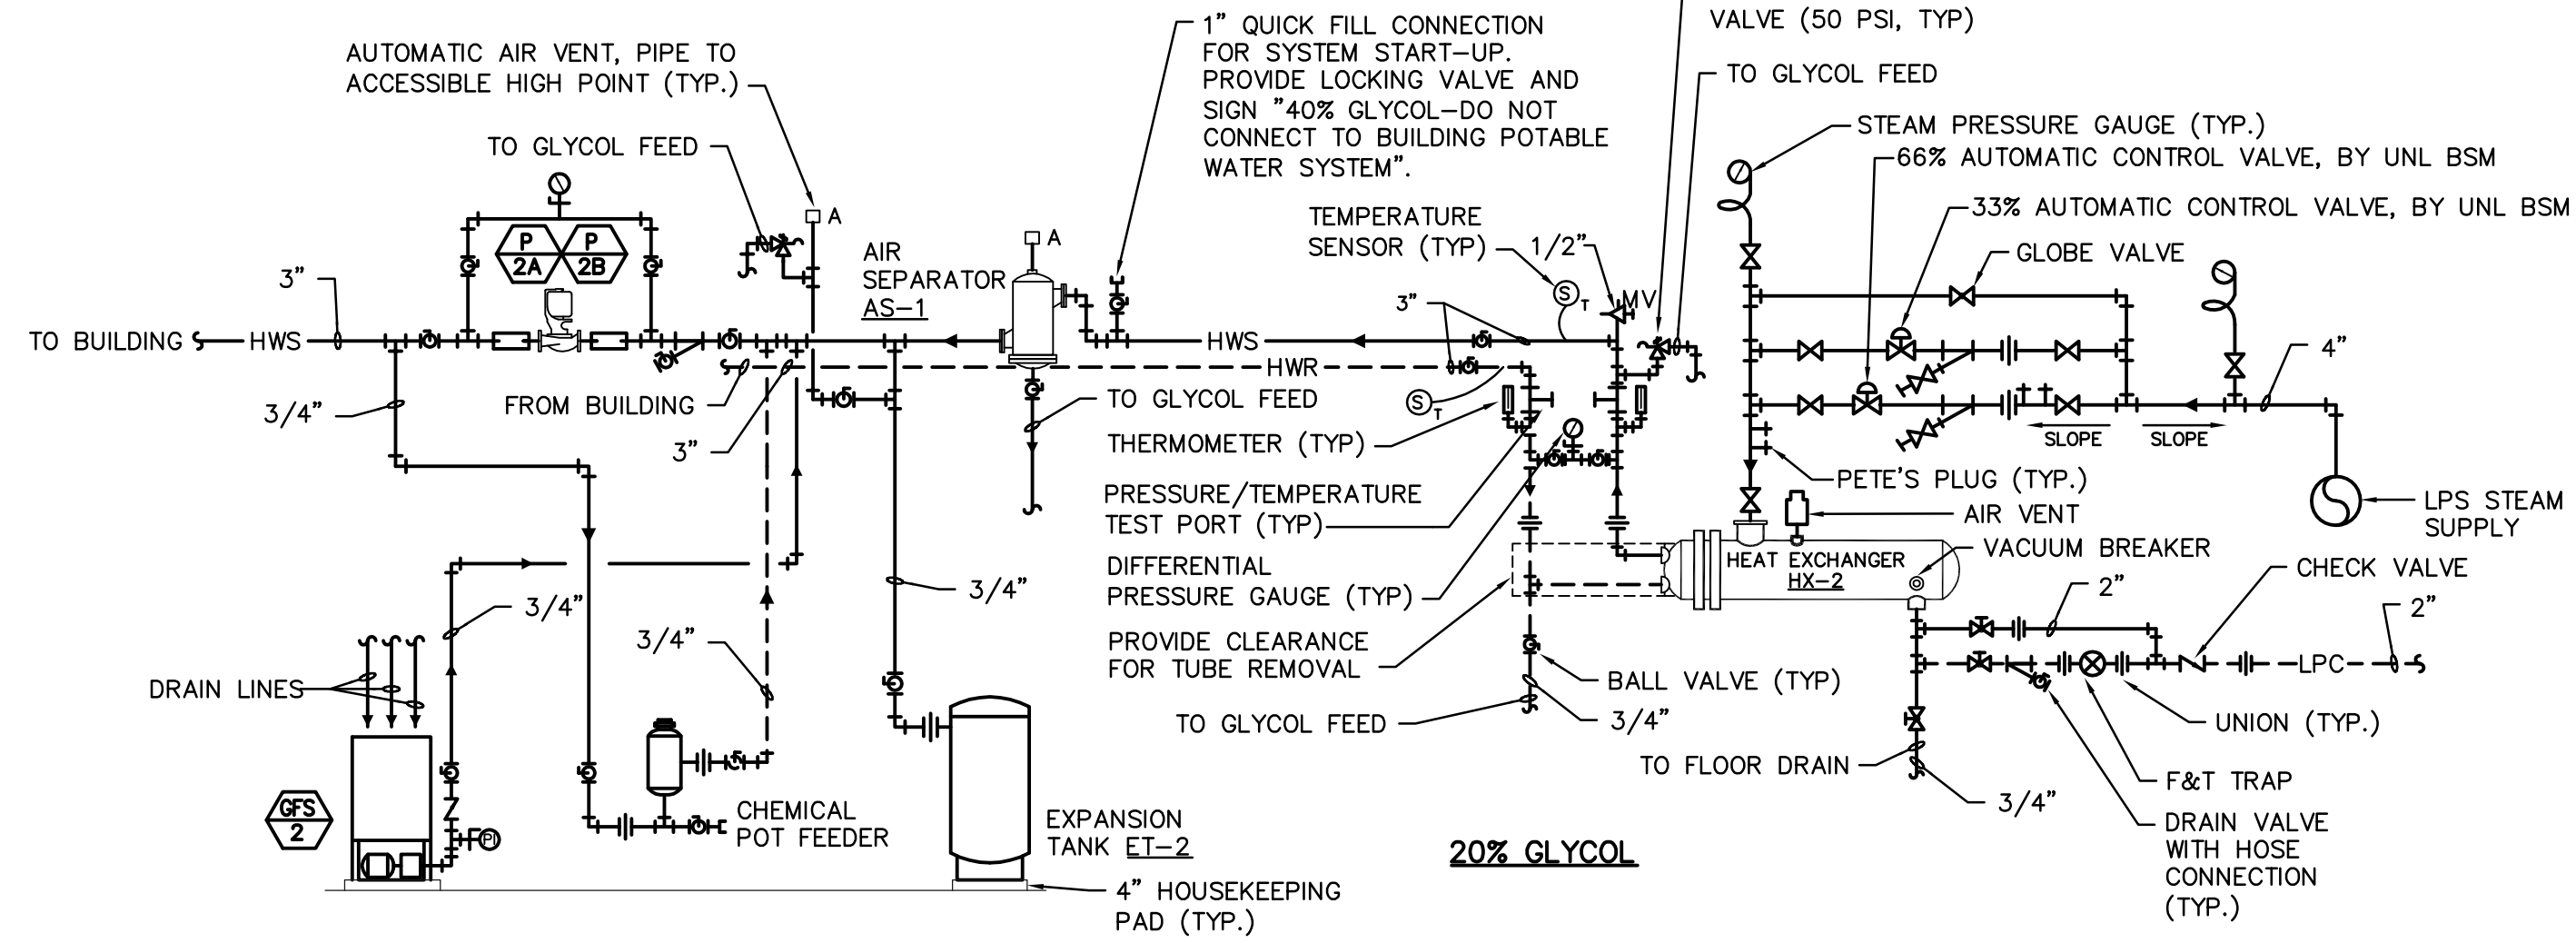 VALVE (50 PSI, TYP)
TO GLYCOL FEED
1" QUICK FILL CONNECTION
FOR SYSTEM START-UP.
PROVIDE LOCKING VALVE AND
SIGN "40% GLYCOL-DO NOT
CONNECT TO BUILDING POTABLE
WATER SYSTEM".
AUTOMATIC AIR VENT, PIPE TO
ACCESSIBLE HIGH POINT (TYP.)
TO GLYCOL FEED
STEAM PRESSURE GAUGE (TYP.)
66% AUTOMATIC CONTROL VALVE, BY UNL BSM
33% AUTOMATIC CONTROL VALVE, BY UNL BSM
GLOBE VALVE
P
2A
P
2B
A
A
AIR
SEPARATOR
AS-1
TEMPERATURE
SENSOR (TYP)
1/2"
S
T
MV
3"
3"
TO BUILDING
HWS
HWS
HWR
4"
3/4"
FROM BUILDING
3"
TO GLYCOL FEED
S
T
THERMOMETER (TYP)
SLOPE
SLOPE
PRESSURE/TEMPERATURE
TEST PORT (TYP)
PETE'S PLUG (TYP.)
AIR VENT
LPS STEAM
SUPPLY
DIFFERENTIAL
PRESSURE GAUGE (TYP)
HEAT EXCHANGER
HX-2
VACUUM BREAKER
CHECK VALVE
3/4"
3/4"
3/4"
2"
2"
PROVIDE CLEARANCE
FOR TUBE REMOVAL
DRAIN LINES
BALL VALVE (TYP)
LPC
TO GLYCOL FEED
3/4"
UNION (TYP.)
TO FLOOR DRAIN
F&T TRAP
3/4"
GFS
2
PI
CHEMICAL
POT FEEDER
EXPANSION
TANK ET-2
20% GLYCOL
DRAIN VALVE
WITH HOSE
CONNECTION
(TYP.)
4" HOUSEKEEPING
PAD (TYP.)